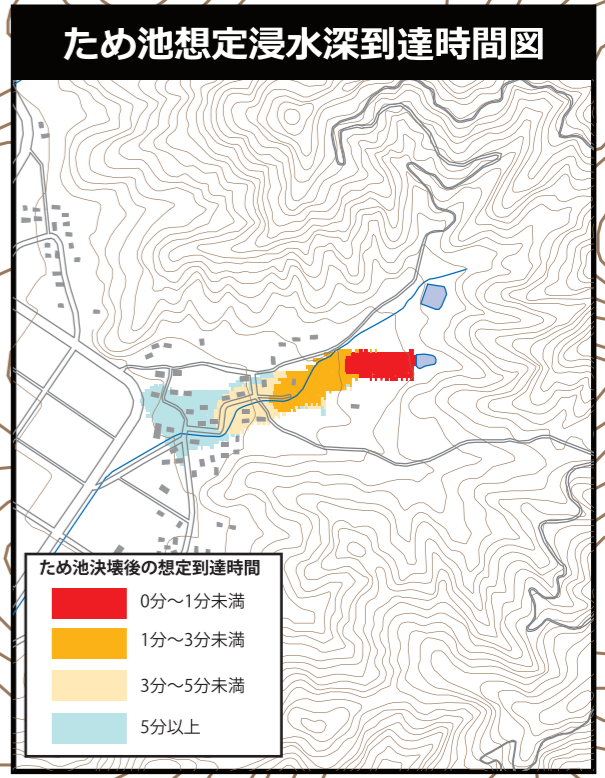 ため池想定浸水深到達時間図
ため池決壊後の想定到達時間
0分～1分未満
1分～3分未満
3分～5分未満
5分以上